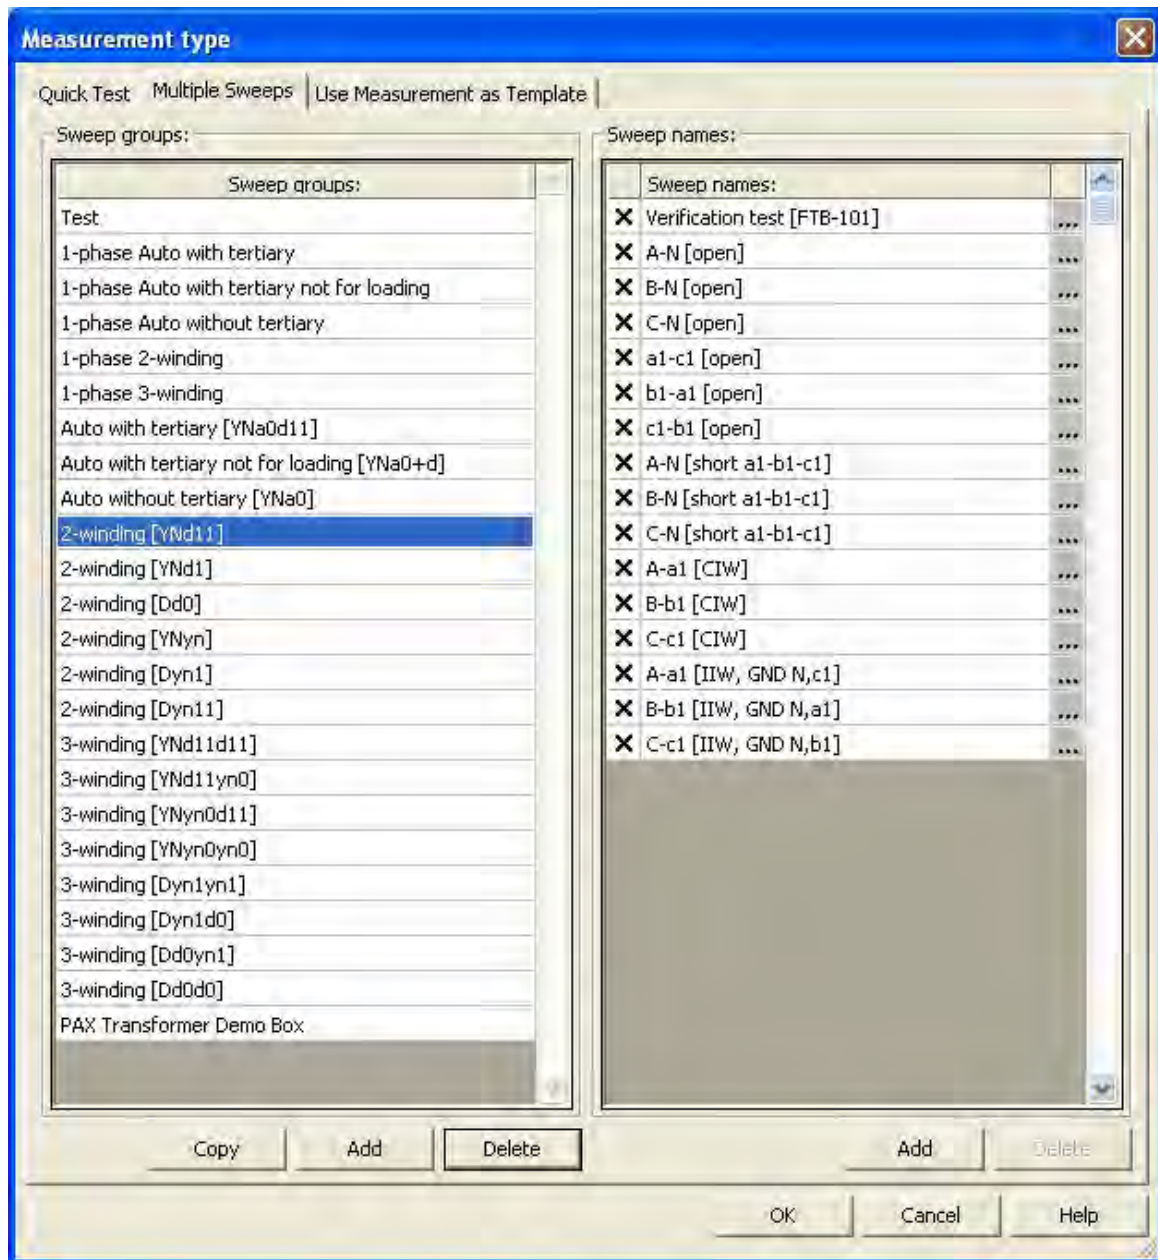 Measurement type
Quick Test Multiple Sweeps Use Measurement as Template
Sweep groups:
Sweep groups:
Test
1-phase Auto with tertiary
1-phase Auto with tertiary not for loading
1-phase Auto without tertiary
1-phase 2-winding
1-phase 3-winding
Auto with tertiary [YNa0d11]
Auto with tertiary not for loading [YNa0+d]
Auto without tertiary [YNa0]
2-winding [YNd11]
2-winding [YNd1]
2-winding [Dd0]
2-winding [YNyn]
2-winding [Dyn1]
2-winding [Dyn11]
3-winding [YNd11d11]
3-winding [YNd11yn0]
3-winding [YNyn0d11]
3-winding [YNyn0yn0]
3-winding [Dyn1yn1]
3-winding [Dyn1d0]
3-winding [Dd0yn1]
3-winding [Dd0d0]
PAX Transformer Demo Box
Copy Add Delete
Sweep names:
Sweep names:
Verification test [FTB-101] ...
A-N [open] ...
B-N [open] ...
C-N [open] ...
a1-c1 [open] ...
b1-a1 [open] ...
c1-b1 [open] ...
A-N [short a1-b1-c1] ...
B-N [short a1-b1-c1] ...
C-N [short a1-b1-c1] ...
A-a1 [CIW] ...
B-b1 [CIW] ...
C-c1 [CIW] ...
A-a1 [IIW, GND N,c1] ...
B-b1 [IIW, GND N,a1] ...
C-c1 [IIW, GND N,b1] ...
Add Delete
OK Cancel Help